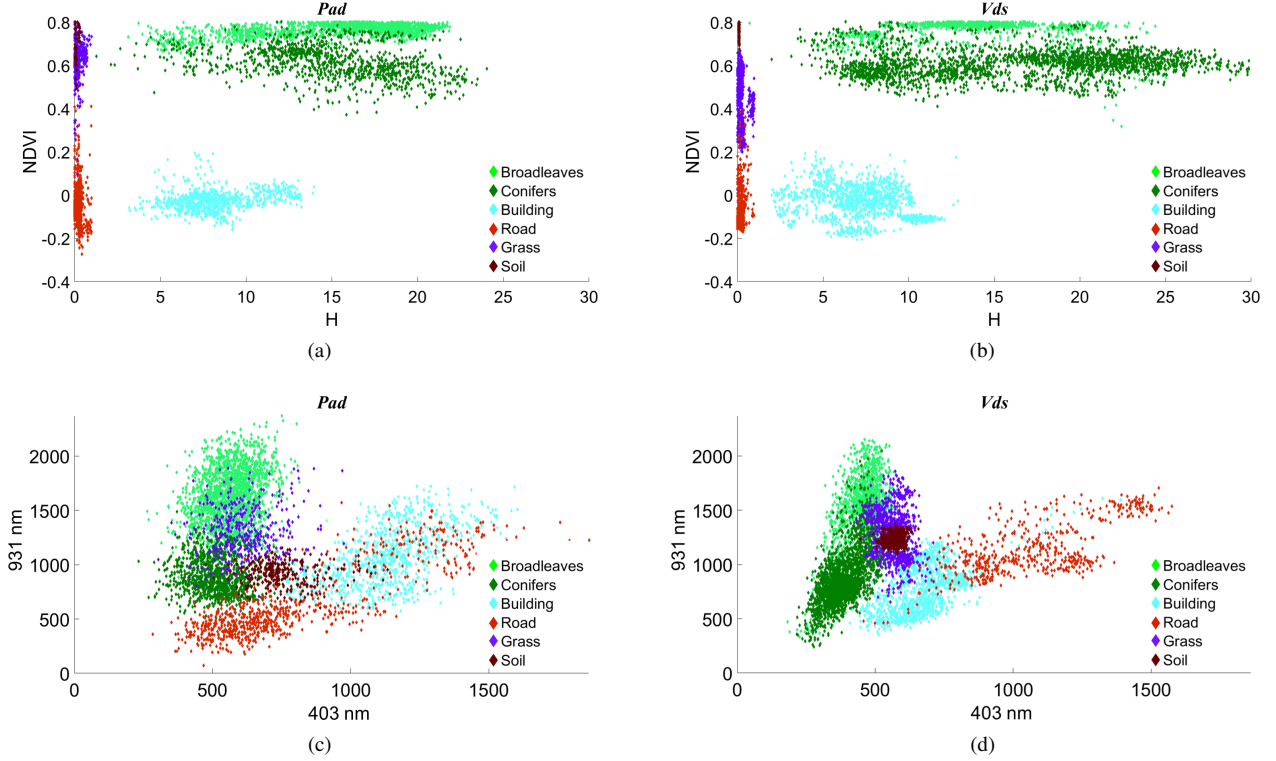 Pad
NDVI
0.8
0.6
0.4
0.2
0
-0.2
-0.4
0 5 10 15 20 25 30
H
Broadleaves
Conifers
Building
Road
Grass
Soil
(a)
Vds
NDVI
0.8
0.6
0.4
0.2
0
-0.2
-0.4
0 5 10 15 20 25 30
H
Broadleaves
Conifers
Building
Road
Grass
Soil
(b)
Pad
931 nm
2000
1500
1000
500
0
0 500 1000 1500
403 nm
Broadleaves
Conifers
Building
Road
Grass
Soil
(c)
Vds
931 nm
2000
1500
1000
500
0
0 500 1000 1500
403 nm
Broadleaves
Conifers
Building
Road
Grass
Soil
(d)